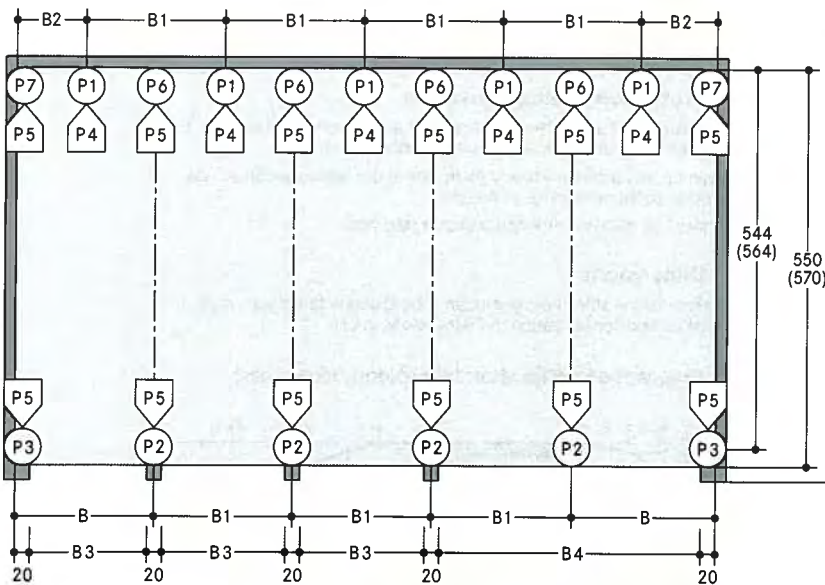 B2 B1 B1 B1 B1 B2
P7 P1 P6 P1 P6 P1 P6 P1 P6 P1 P7
P5 P4 P5 P4 P5 P4 P5 P4 P5 P4 P5
544
(564)
550
(570)
P5 P5 P5 P5 P5 P5
P3 P2 P2 P2 P2 P3
B B1 B1 B1 B
B3 B3 B3 B4
20 20 20 20 20